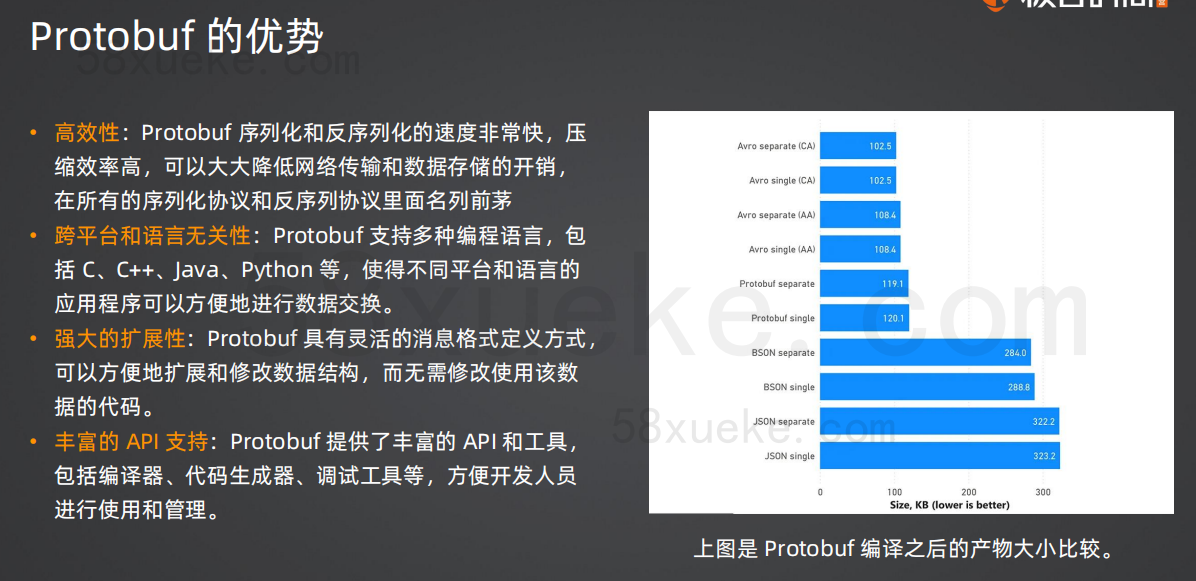 Protobuf 的优势
58xueke.com
• 高效性：Protobuf 序列化和反序列化的速度非常快，压
缩效率高，可以大大降低网络传输和数据存储的开销，
在所有的序列化协议和反序列协议里面名列前茅
• 跨平台和语言无关性：Protobuf 支持多种编程语言，包
括 C、C++、Java、Python 等，使得不同平台和语言的
应用程序可以方便地进行数据交换。
• 强大的扩展性：Protobuf 具有灵活的消息格式定义方式，
可以方便地扩展和修改数据结构，而无需修改使用该数
据的代码。
• 丰富的 API 支持：Protobuf 提供了丰富的 API 和工具，
包括编译器、代码生成器、调试工具等，方便开发人员
进行使用和管理。
Avro separate (CA) 102.5
Avro single (CA) 102.5
Avro separate (AA) 108.4
Avro single (AA) 108.4
Protobuf separate 119.1
Protobuf single 120.1
58xueke.com
BSON separate 284.0
BSON single 288.8
JSON separate 322.2
58xueke.com
JSON single 323.2
0 100 200 300
Size, KB (lower is better)
上图是 Protobuf 编译之后的产物大小比较。